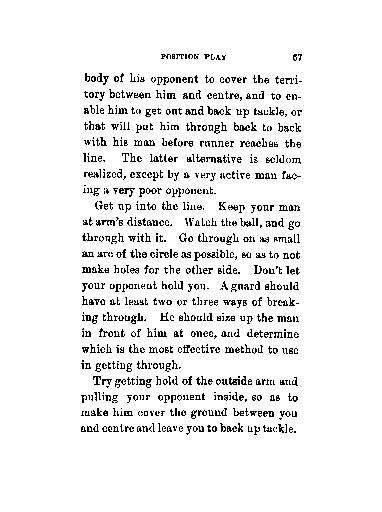 POSITION PLAY 67
body of his opponent to cover the terri-
tory between him and centre, and to en-
able him to get out and back up tackle, or
that will put him through back to back
with his man before runner reaches the
line. The latter alternative is seldom
realized, except by a very active man fac-
ing a very poor opponent.
Get up into the line. Keep your man
at arm's distance. Watch the ball, and go
through with it. Go through on as small
an arc of the circle as possible, so as to not
make holes for the other side. Don't let
your opponent hold you. A guard should
have at least two or three ways of break-
ing through. He should size up the man
in front of him at once, and determine
which is the most effective method to use
in getting through.
Try getting hold of the outside arm and
pulling your opponent inside, so as to
make him cover the ground between you
and centre and leave you to back up tackle.